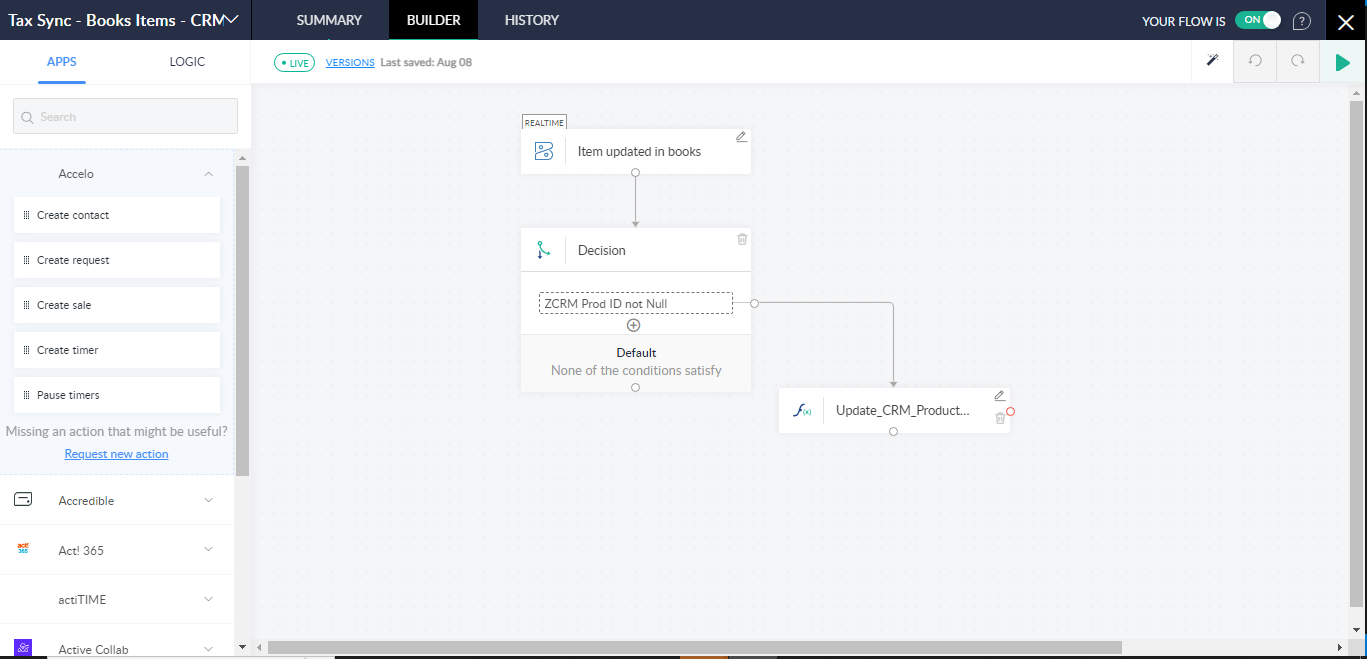 Tax Sync - Books Items - CRM
SUMMARY
BUILDER
HISTORY
YOUR FLOW IS
ON
?
APPS
LOGIC
LIVE
VERSIONS
Last saved: Aug 08
Search
Accelo
Create contact
Create request
Create sale
Create timer
Pause timers
Missing an action that might be useful?
Request new action
Accredible
act!
365
Act! 365
actiTIME
Active Collab
REALTIME
Item updated in books
Decision
ZCRM Prod ID not Null
Default
None of the conditions satisfy
f(x)
Update_CRM_Product...